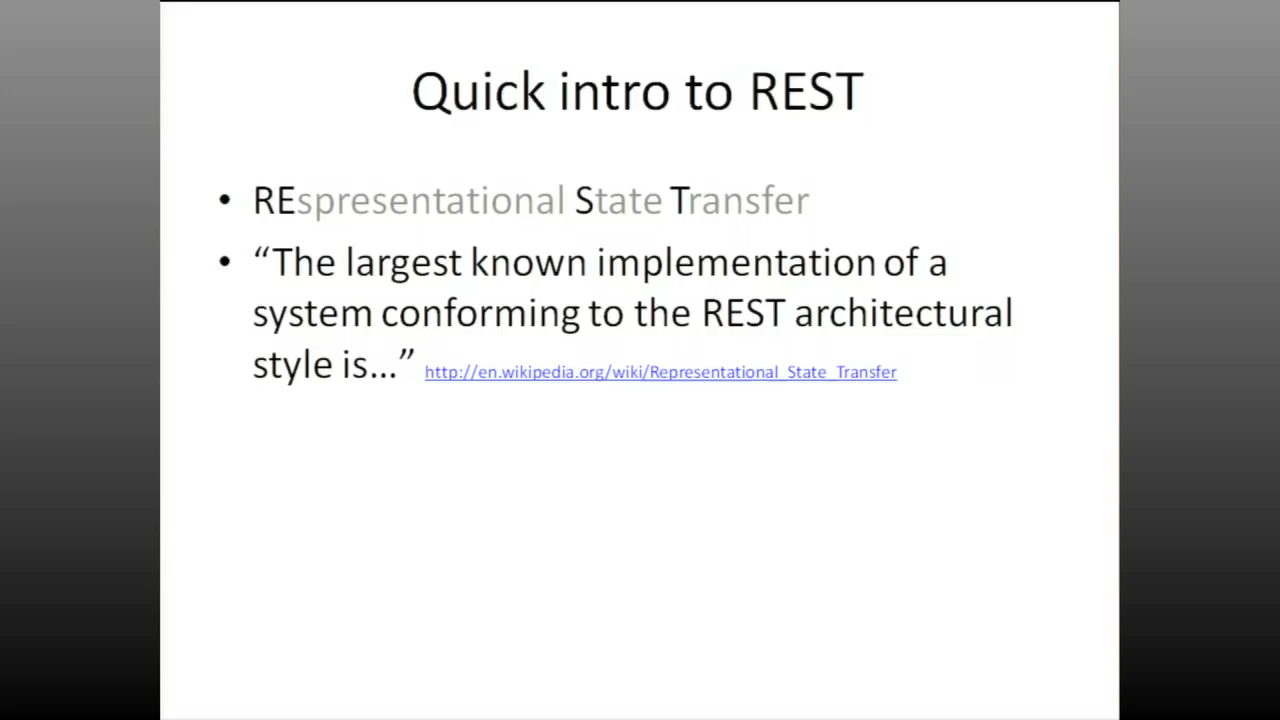 Quick intro to REST
• REspresentational State Transfer
• “The largest known implementation of a
system conforming to the REST architectural
style is...” http://en.wikipedia.org/wiki/Representational_State_Transfer